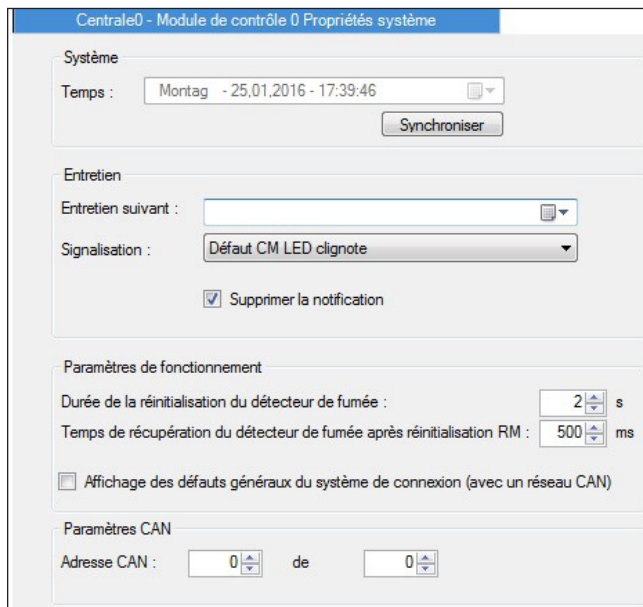 Centrale0 - Module de contrôle 0 Propriétés système
Système
Temps : Montag - 25,01,2016 - 17:39:46
Synchroniser
Entretien
Entretien suivant :
Signalisation : Défaut CM LED clignote
Supprimer la notification
Paramètres de fonctionnement
Durée de la réinitialisation du détecteur de fumée : 2 s
Temps de récupération du détecteur de fumée après réinitialisation RM : 500 ms
Affichage des défauts généraux du système de connexion (avec un réseau CAN)
Paramètres CAN
Adresse CAN : 0 de 0